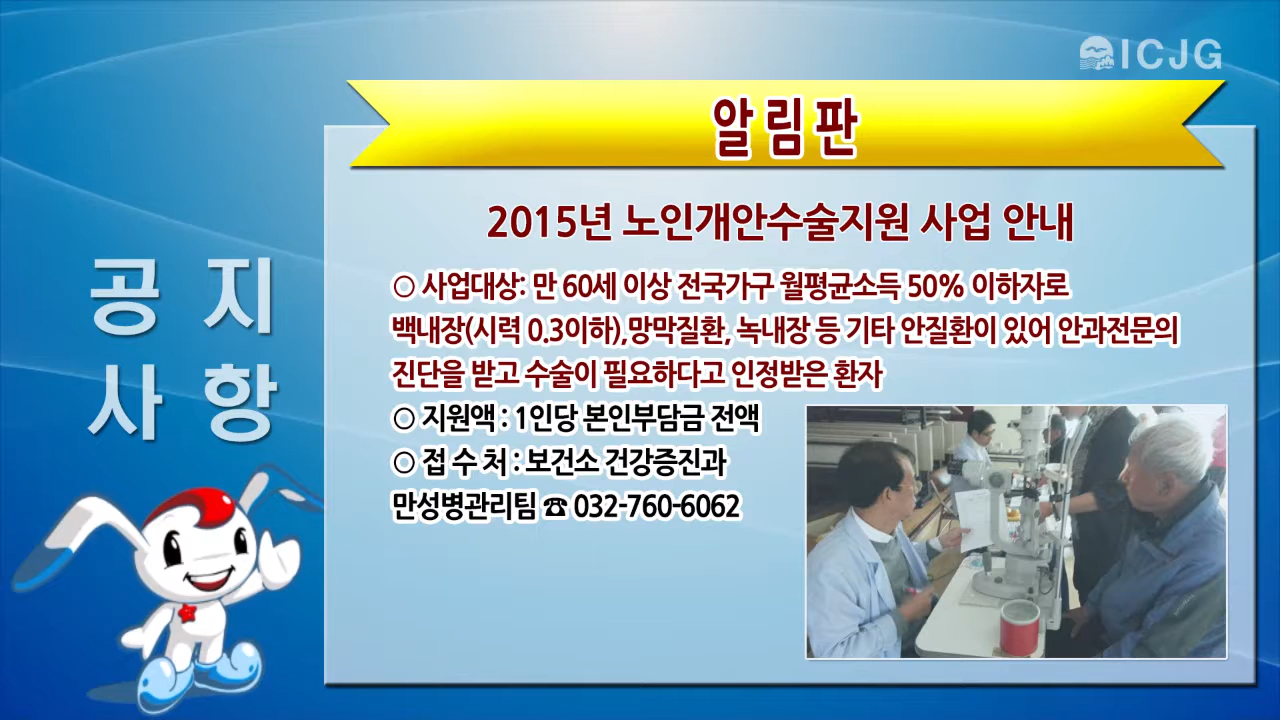 ICJG
알림판
공지
사항
2015년 노인개안수술지원 사업 안내
○ 사업대상: 만 60세 이상 전국가구 월평균소득 50% 이하자로
백내장(시력 0.3이하),망막질환, 녹내장 등 기타 안질환이 있어 안과전문의
진단을 받고 수술이 필요하다고 인정받은 환자
○ 지원액 : 1인당 본인부담금 전액
○ 접 수 처 : 보건소 건강증진과
만성병관리팀 ☎ 032-760-6062